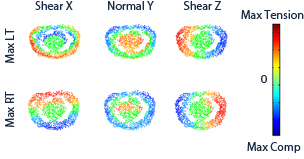 Shear X Normal Y Shear Z Max Tension
Max LT
0
Max RT
Max Comp